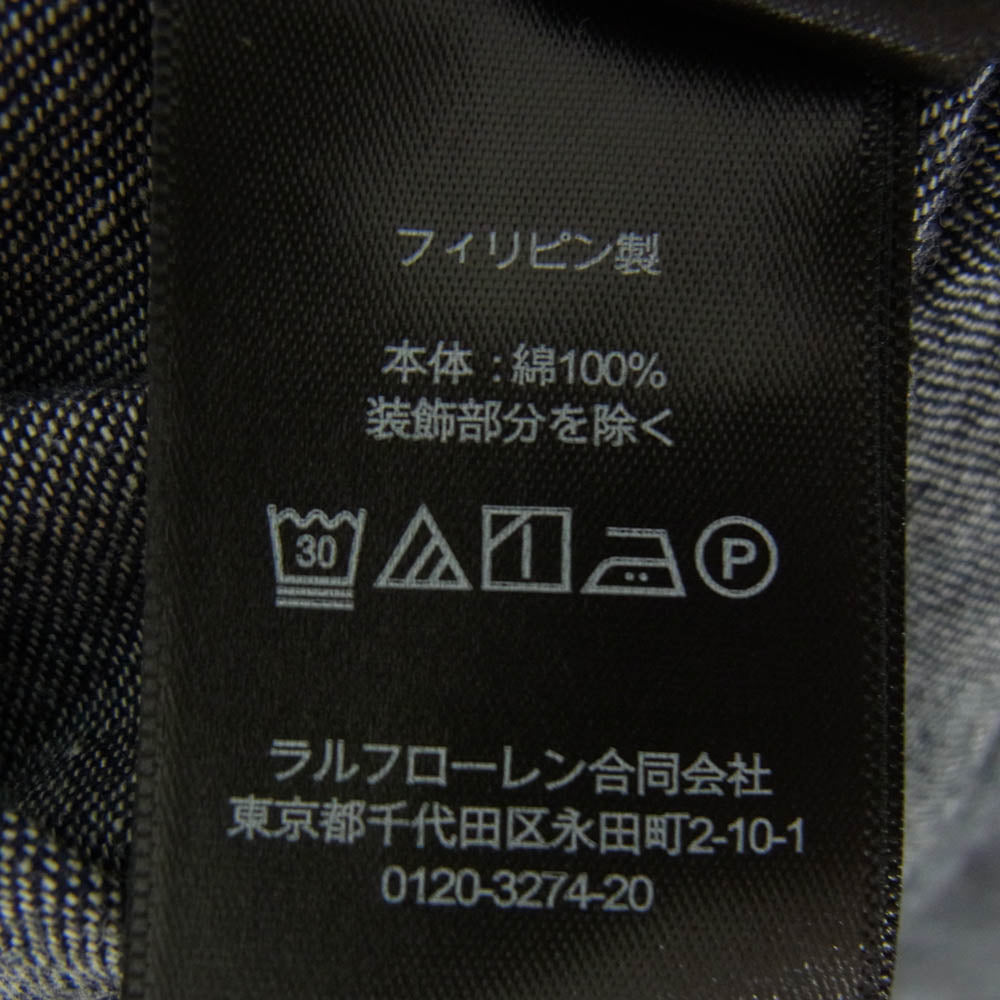 フィリピン製
本体 : 綿100%
装飾部分を除く
30 P
ラルフローレン合同会社
東京都千代田区永田町2-10-1
0120-3274-20